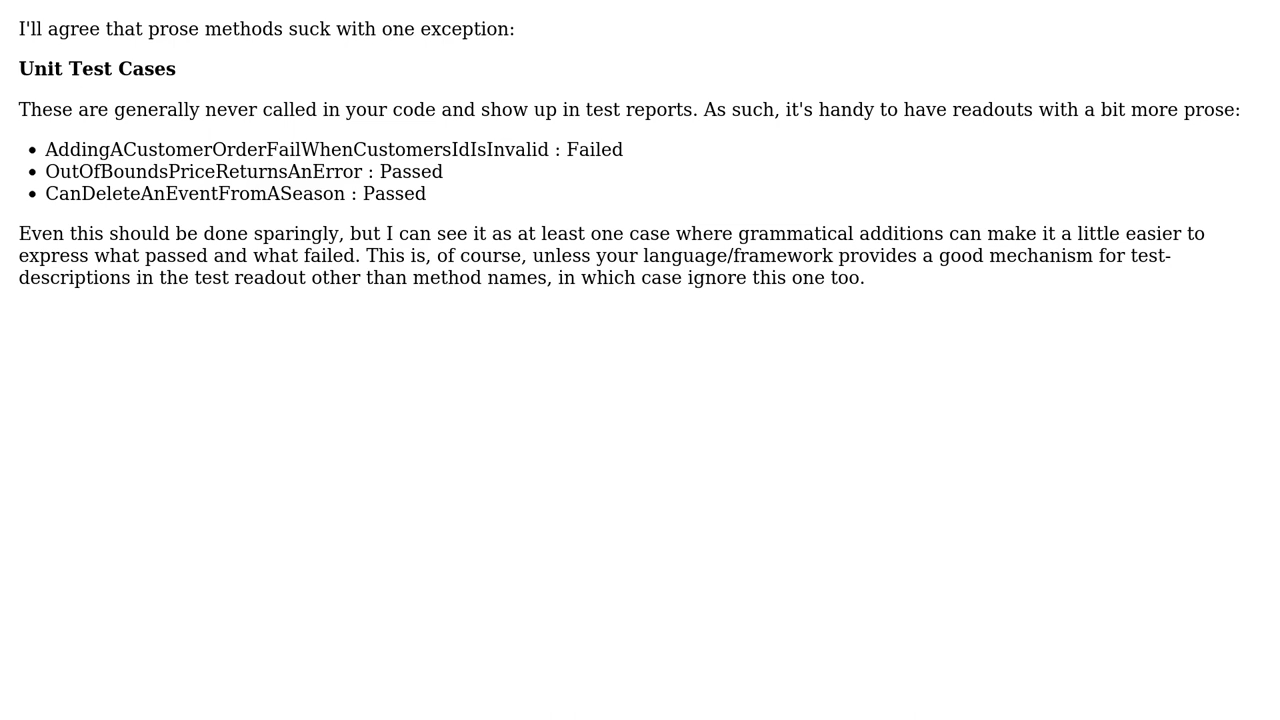 I'll agree that prose methods suck with one exception:
Unit Test Cases
These are generally never called in your code and show up in test reports. As such, it's handy to have readouts with a bit more prose:
• AddingACustomerOrderFailWhenCustomersIdIsInvalid : Failed
• OutOfBoundsPriceReturnsAnError : Passed
• CanDeleteAnEventFromASeason : Passed
Even this should be done sparingly, but I can see it as at least one case where grammatical additions can make it a little easier to
express what passed and what failed. This is, of course, unless your language/framework provides a good mechanism for test-
descriptions in the test readout other than method names, in which case ignore this one too.